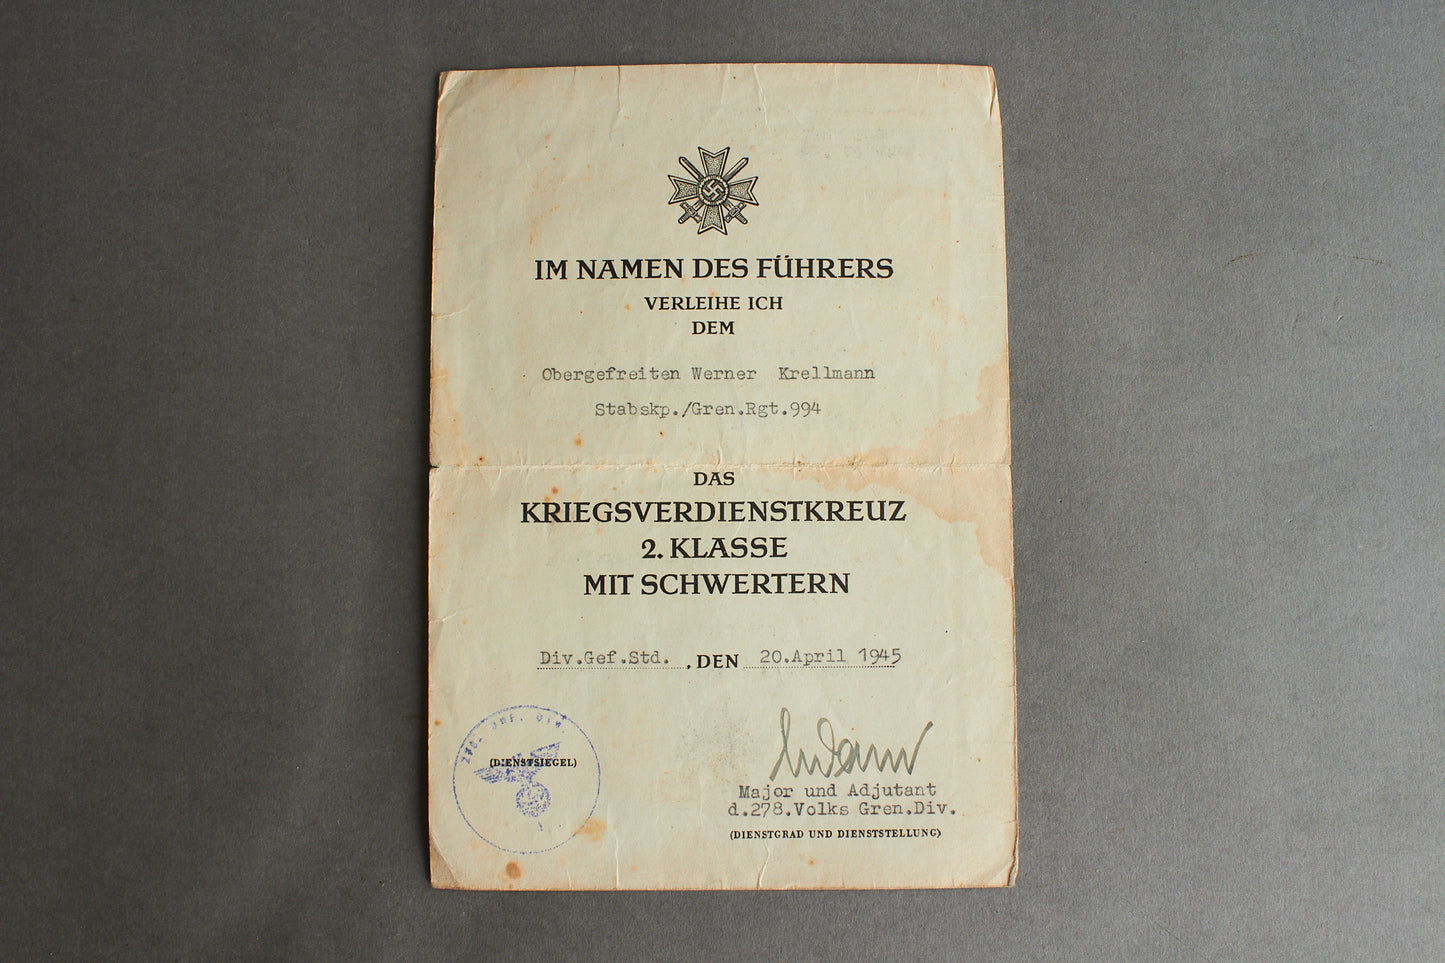 IM NAMEN DES FÜHRERS
VERLEIHE ICH
DEM
Obergefreiten Werner Krellmann
Stabskp./Gren.Rgt.994
DAS
KRIEGSVERDIENSTKREUZ
2. KLASSE
MIT SCHWERTERN
Div.Gef.Std. , DEN 20.April 1945
Inf. Div.
(DIENSTSIEGEL)
Major und Adjutant
d.278.Volks Gren.Div.
(DIENSTGRAD UND DIENSTSTELLUNG)